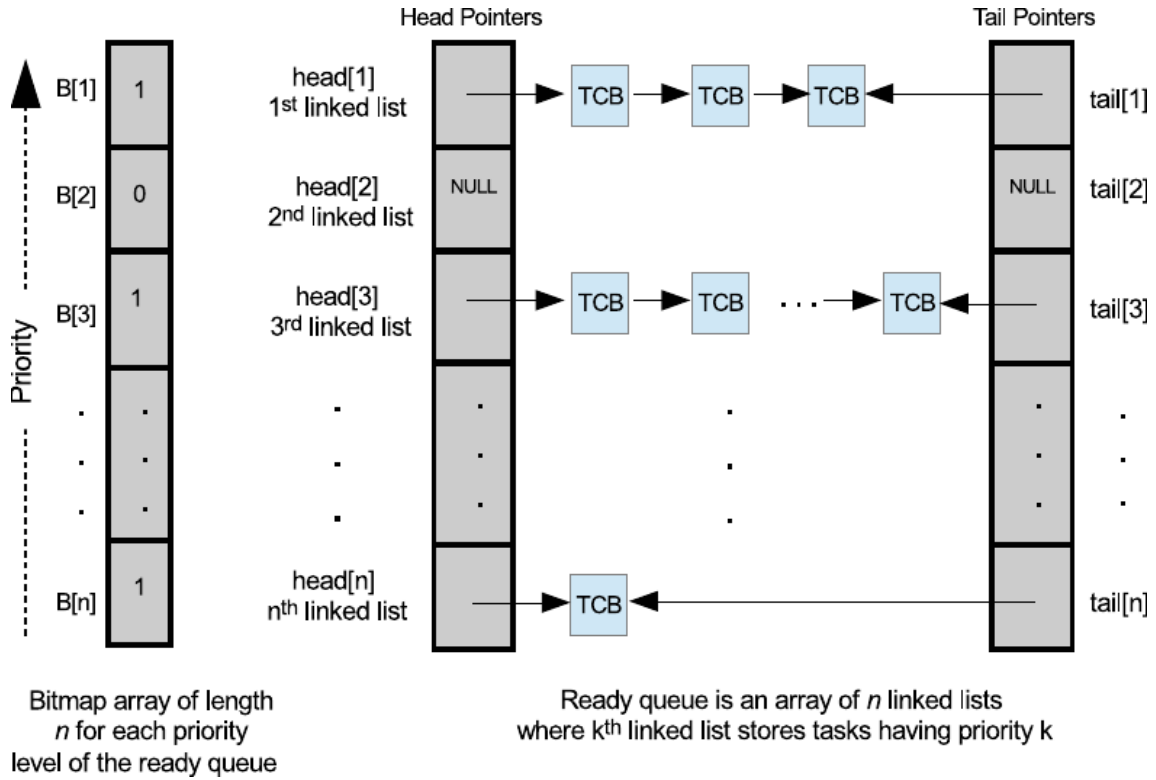 Head Pointers
Tail Pointers
Priority
B[1]
1
head[1]
1st linked list
TCB
TCB
TCB
tail[1]
B[2]
0
head[2]
2nd linked list
NULL
NULL
tail[2]
B[3]
1
head[3]
3rd linked list
TCB
TCB
. . .
TCB
tail[3]
B[n]
1
head[n]
nth linked list
TCB
tail[n]
Bitmap array of length
n for each priority
level of the ready queue
Ready queue is an array of n linked lists
where kth linked list stores tasks having priority k